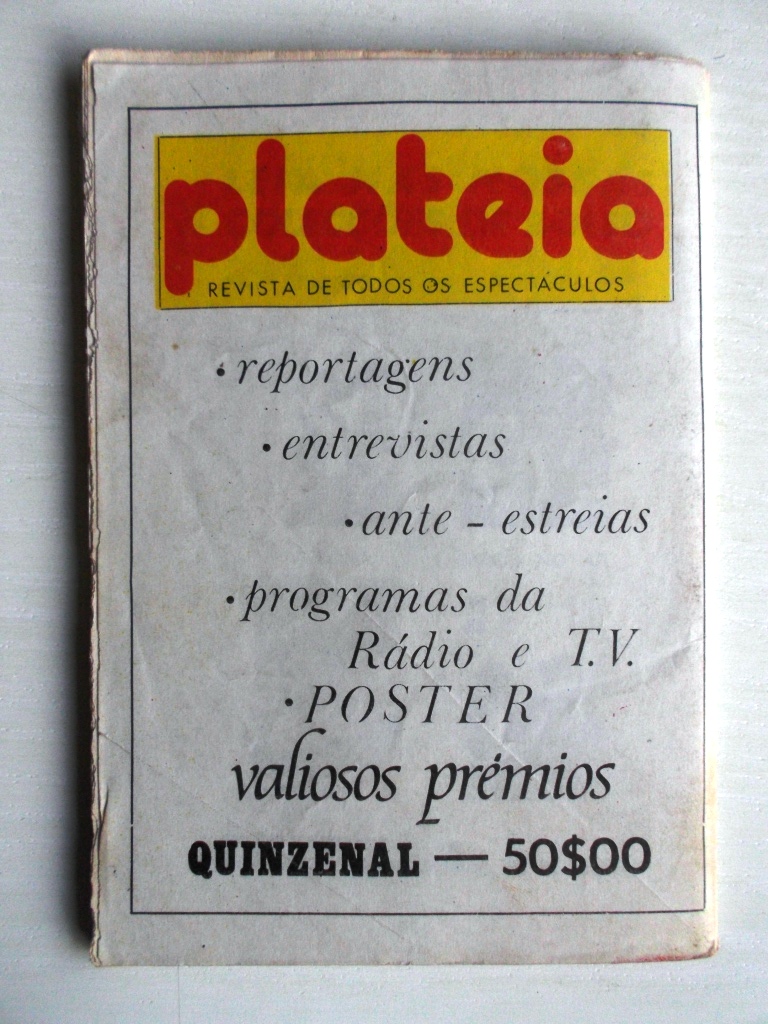 plateia
REVISTA DE TODOS OS ESPECTÁCULOS
• reportagens
• entrevistas
• ante - estreias
• programas da
Rádio e T.V.
• POSTER
valiosos prémios
QUINZENAL — 50$00